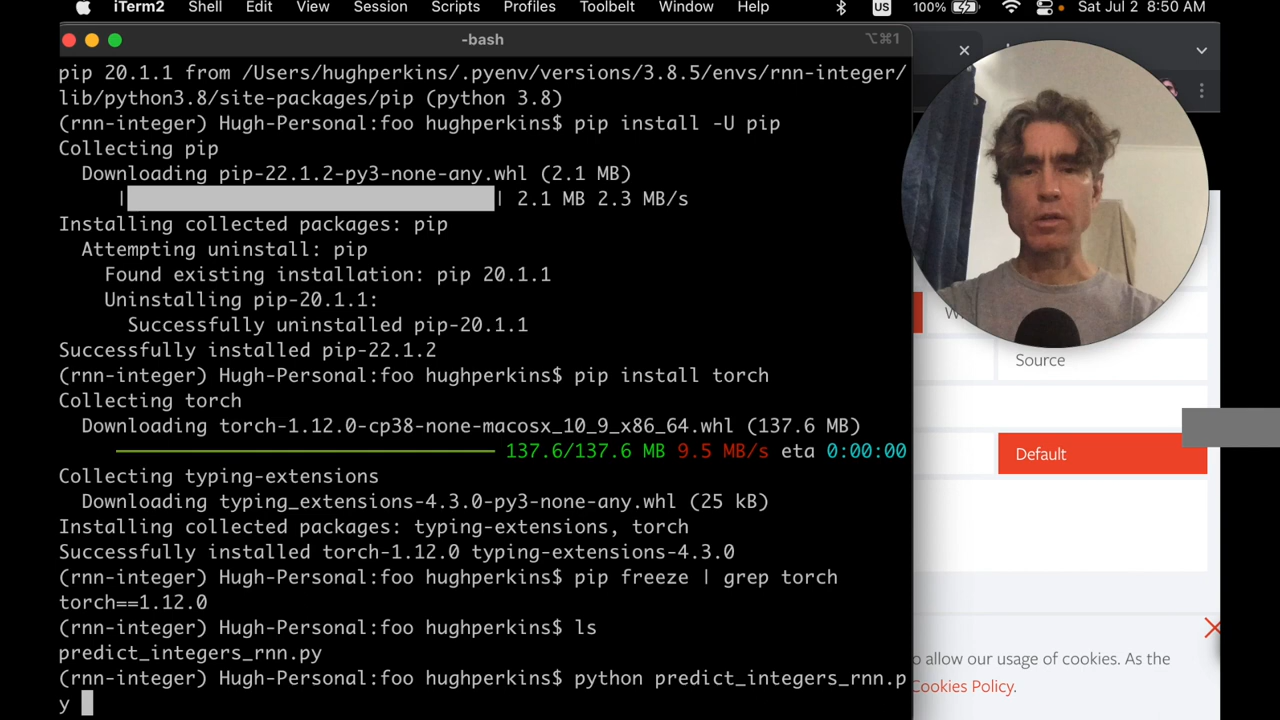 iTerm2 Shell Edit View Session Scripts Profiles Toolbelt Window Help US 100% Sat Jul 2 8:50 AM
-bash ⌥⌘1
pip 20.1.1 from /Users/hughperkins/.pyenv/versions/3.8.5/envs/rnn-integer/
lib/python3.8/site-packages/pip (python 3.8)
(rnn-integer) Hugh-Personal:foo hughperkins$ pip install -U pip
Collecting pip
Downloading pip-22.1.2-py3-none-any.whl (2.1 MB)
| | 2.1 MB 2.3 MB/s
Installing collected packages: pip
Attempting uninstall: pip
Found existing installation: pip 20.1.1
Uninstalling pip-20.1.1:
Successfully uninstalled pip-20.1.1
Successfully installed pip-22.1.2
(rnn-integer) Hugh-Personal:foo hughperkins$ pip install torch
Collecting torch
Downloading torch-1.12.0-cp38-none-macosx_10_9_x86_64.whl (137.6 MB)
137.6/137.6 MB 9.5 MB/s eta 0:00:00
Collecting typing-extensions
Downloading typing_extensions-4.3.0-py3-none-any.whl (25 kB)
Installing collected packages: typing-extensions, torch
Successfully installed torch-1.12.0 typing-extensions-4.3.0
(rnn-integer) Hugh-Personal:foo hughperkins$ pip freeze | grep torch
torch==1.12.0
(rnn-integer) Hugh-Personal:foo hughperkins$ ls
predict_integers_rnn.py
(rnn-integer) Hugh-Personal:foo hughperkins$ python predict_integers_rnn.p
y
Source
Default
to allow our usage of cookies. As the
Cookies Policy.